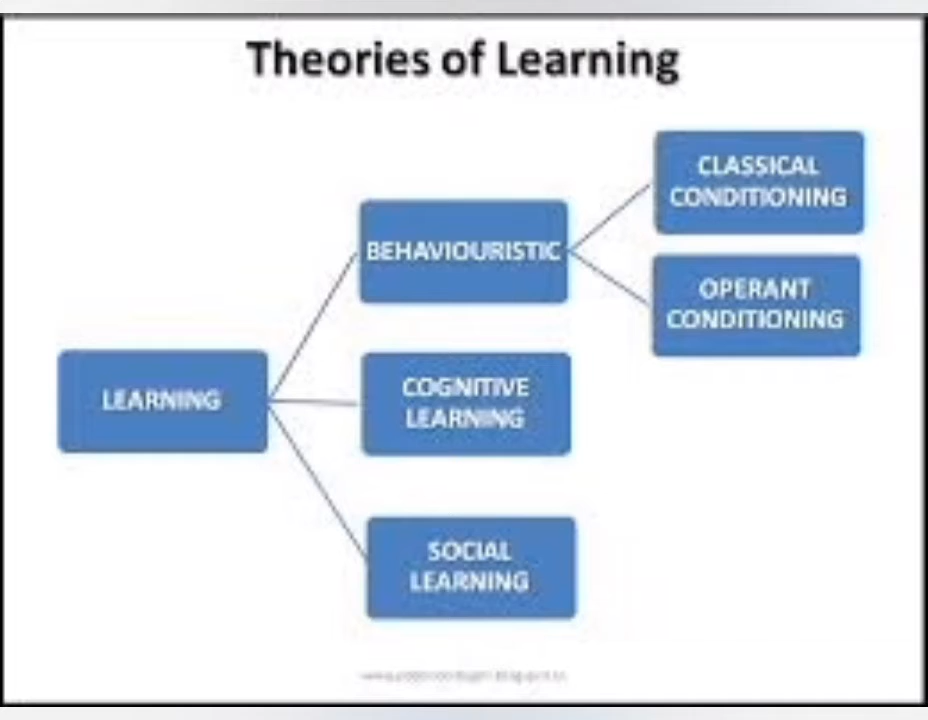 Theories of Learning
CLASSICAL
CONDITIONING
BEHAVIOURISTIC
OPERANT
CONDITIONING
LEARNING
COGNITIVE
LEARNING
SOCIAL
LEARNING